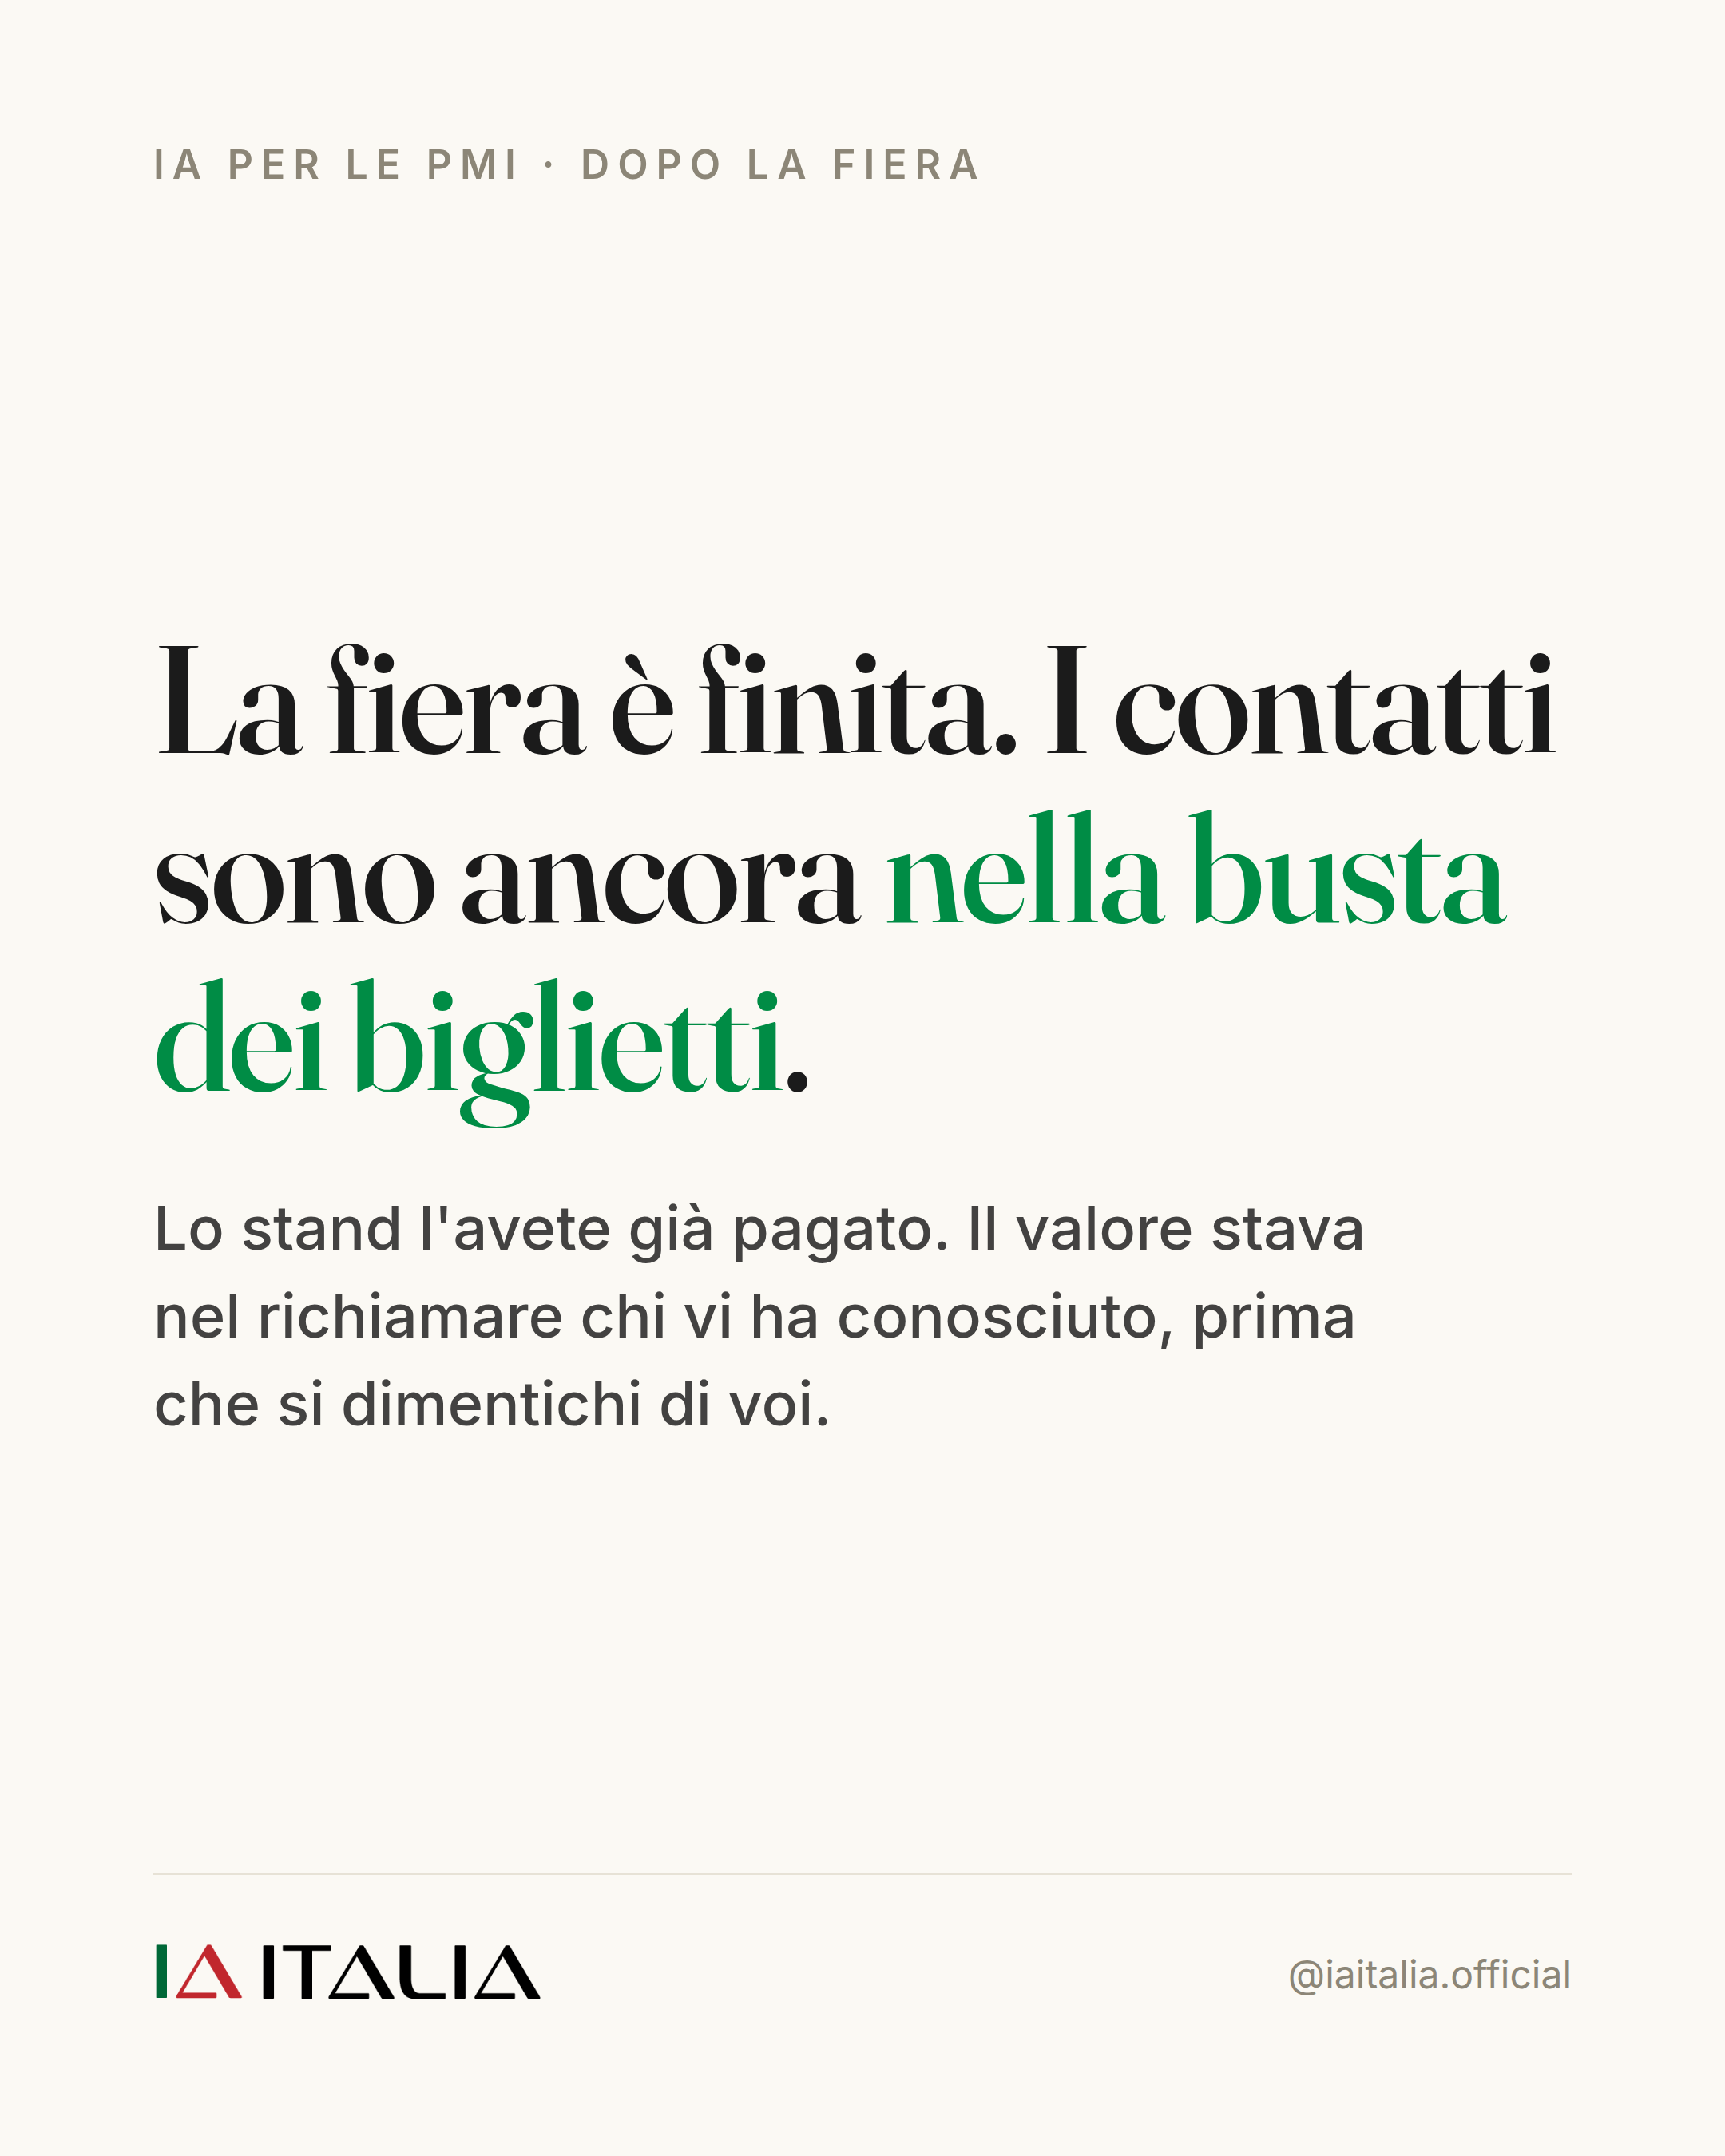 IA PER LE PMI · DOPO LA FIERA
La fiera è finita. I contatti
sono ancora nella busta
dei biglietti.
Lo stand l'avete già pagato. Il valore stava
nel richiamare chi vi ha conosciuto, prima
che si dimentichi di voi.
IA ITALIA
@iaitalia.official